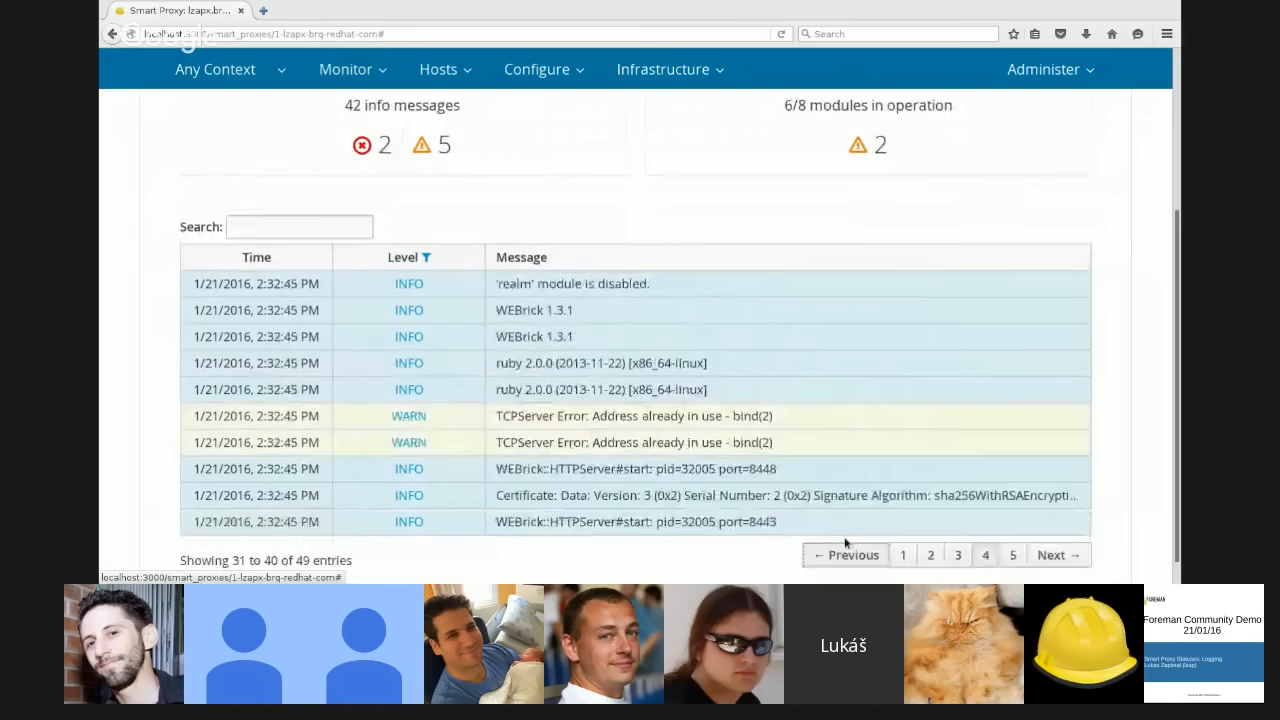 Smart Proxy: lzapx.br...
localhost:3000/smart_proxies/1-lzapx-brq-redhat-com#
Search
Google
Any Context
Monitor
Hosts
Configure
Infrastructure
Administer
42 info messages
6/8 modules in operation
2
5
2
Search:
Time Level Message
1/21/2016, 2:32:45 PM INFO 'realm' module is disabled.
1/21/2016, 2:32:45 PM INFO WEBrick 1.3.1
1/21/2016, 2:32:45 PM INFO WEBrick 1.3.1
1/21/2016, 2:32:45 PM INFO ruby 2.0.0 (2013-11-22) [x86_64-linux]
1/21/2016, 2:32:45 PM INFO ruby 2.0.0 (2013-11-22) [x86_64-linux]
1/21/2016, 2:32:45 PM WARN TCPServer Error: Address already in use - bind(2)
1/21/2016, 2:32:45 PM WARN TCPServer Error: Address already in use - bind(2)
1/21/2016, 2:32:45 PM INFO WEBrick::HTTPServer#start: pid=32005 port=8448
1/21/2016, 2:32:45 PM INFO Certificate: Data: Version: 3 (0x2) Serial Number: 2 (0x2) Signature Algorithm: sha256WithRSAEncrypti...
1/21/2016, 2:32:45 PM INFO WEBrick::HTTPServer#start: pid=32005 port=8443
Showing 31 to 40 of 49 entries
← Previous 1 2 3 4 5 Next →
localhost:3000/smart_proxies/1-lzapx-brq-redhat-com#
Lukáš
FOREMAN
Foreman Community Demo
21/01/16
Smart Proxy Statuses: Logging
Lukas Zapletal (lzap)